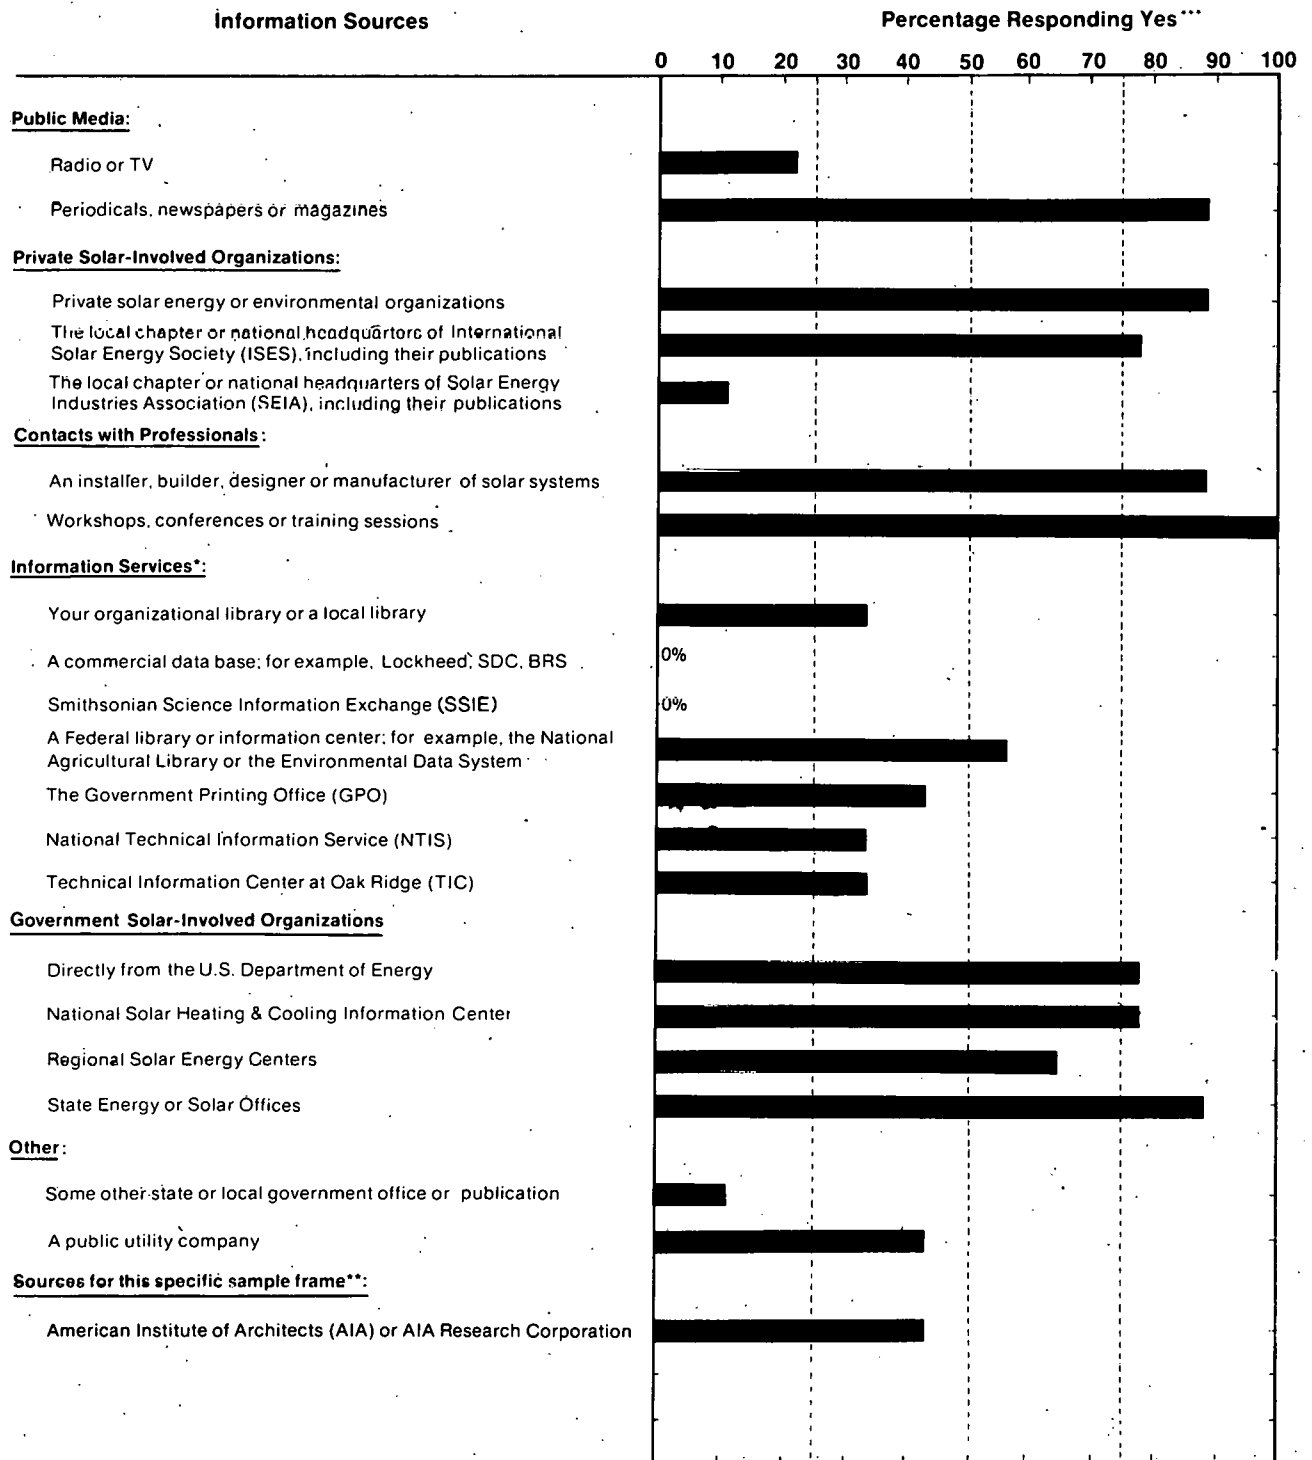 Information Sources
Percentage Responding Yes***
0 10 20 30 40 50 60 70 80 90 100
Public Media:
Radio or TV
Periodicals, newspapers or magazines
Private Solar-Involved Organizations:
Private solar energy or environmental organizations
The local chapter or national headquarters of International
Solar Energy Society (ISES), including their publications
The local chapter or national headquarters of Solar Energy
Industries Association (SEIA), including their publications
Contacts with Professionals:
An installer, builder, designer or manufacturer of solar systems
Workshops, conferences or training sessions
Information Services*:
Your organizational library or a local library
A commercial data base; for example, Lockheed, SDC, BRS
0%
Smithsonian Science Information Exchange (SSIE)
0%
A Federal library or information center; for example, the National
Agricultural Library or the Environmental Data System
The Government Printing Office (GPO)
National Technical Information Service (NTIS)
Technical Information Center at Oak Ridge (TIC)
Government Solar-Involved Organizations
Directly from the U.S. Department of Energy
National Solar Heating & Cooling Information Center
Regional Solar Energy Centers
State Energy or Solar Offices
Other:
Some other state or local government office or publication
A public utility company
Sources for this specific sample frame**:
American Institute of Architects (AIA) or AIA Research Corporation